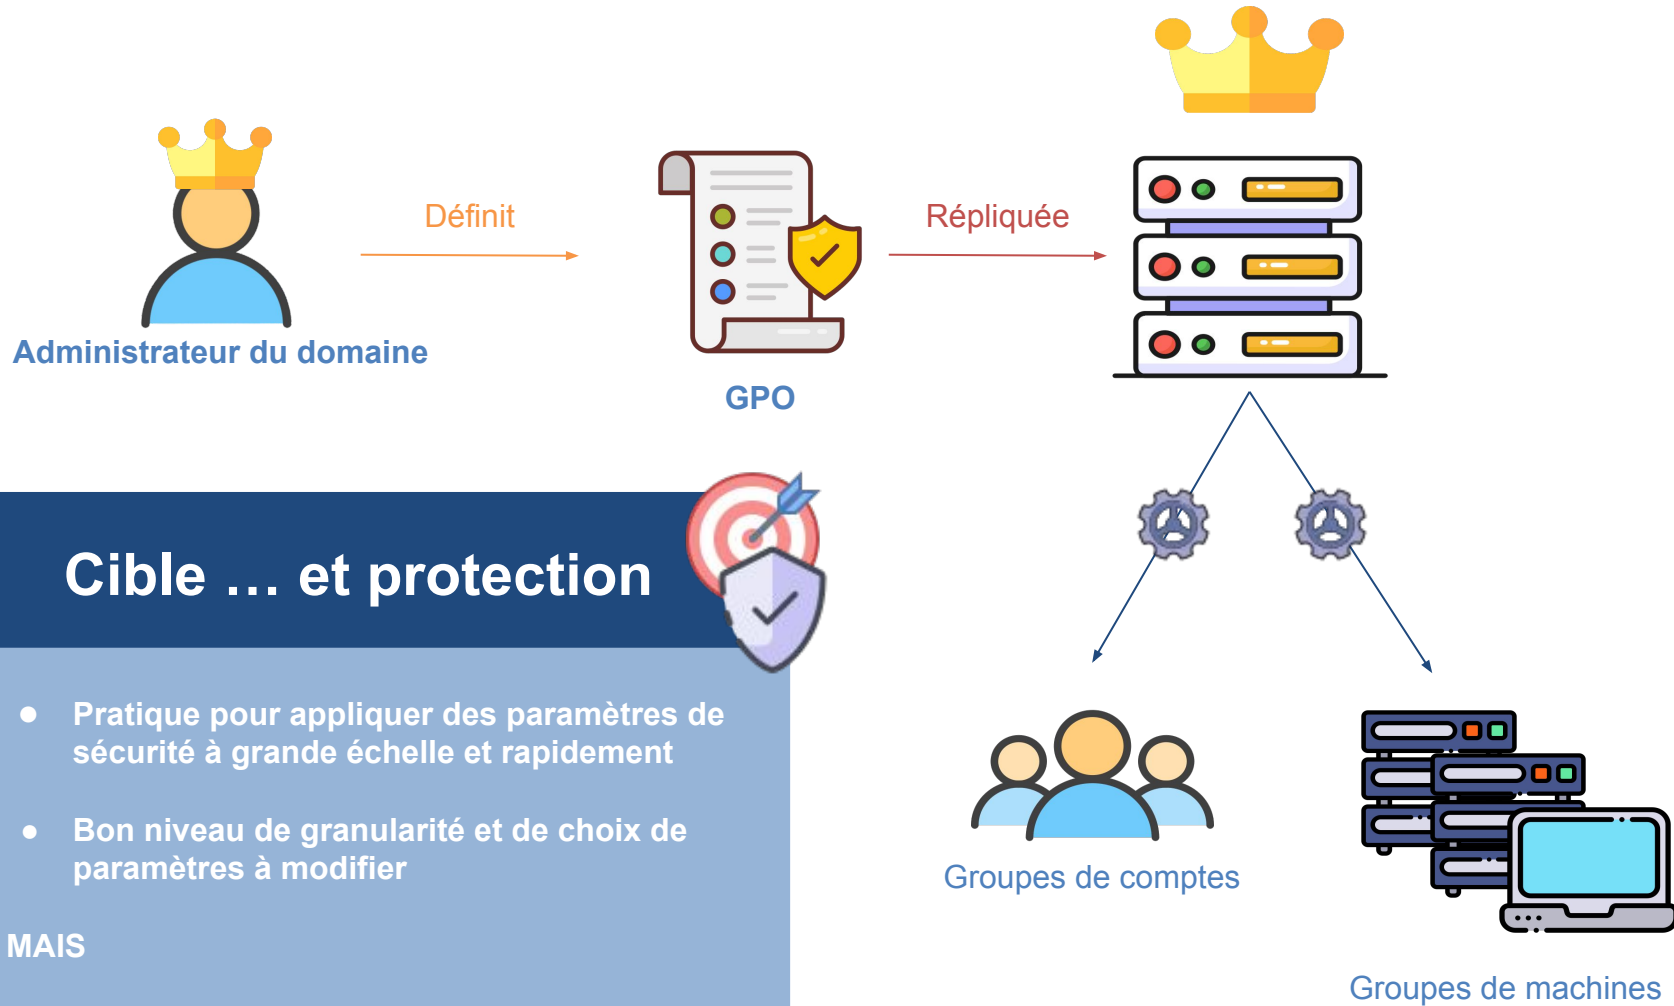 Définit
Répliquée
Administrateur du domaine
GPO
Cible … et protection
● Pratique pour appliquer des paramètres de
sécurité à grande échelle et rapidement
● Bon niveau de granularité et de choix de
paramètres à modifier
MAIS
Groupes de comptes
Groupes de machines